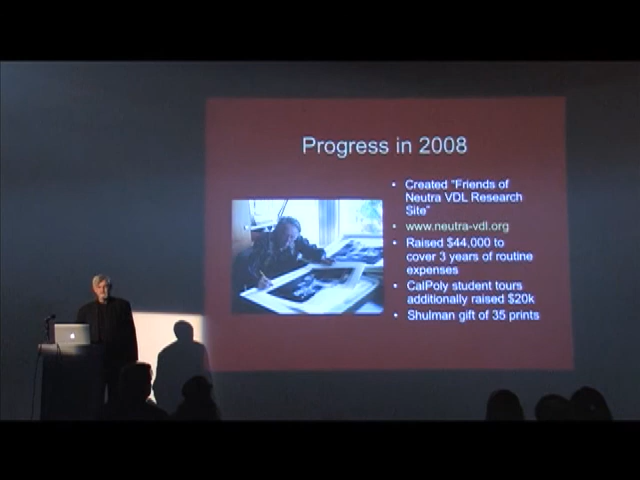 Progress in 2008
• Created "Friends of
Neutra VDL Research
Site"
• www.neutra-vdl.org
• Raised $44,000 to
cover 3 years of routine
expenses
• CalPoly student tours
additionally raised $20k
• Shulman gift of 35 prints